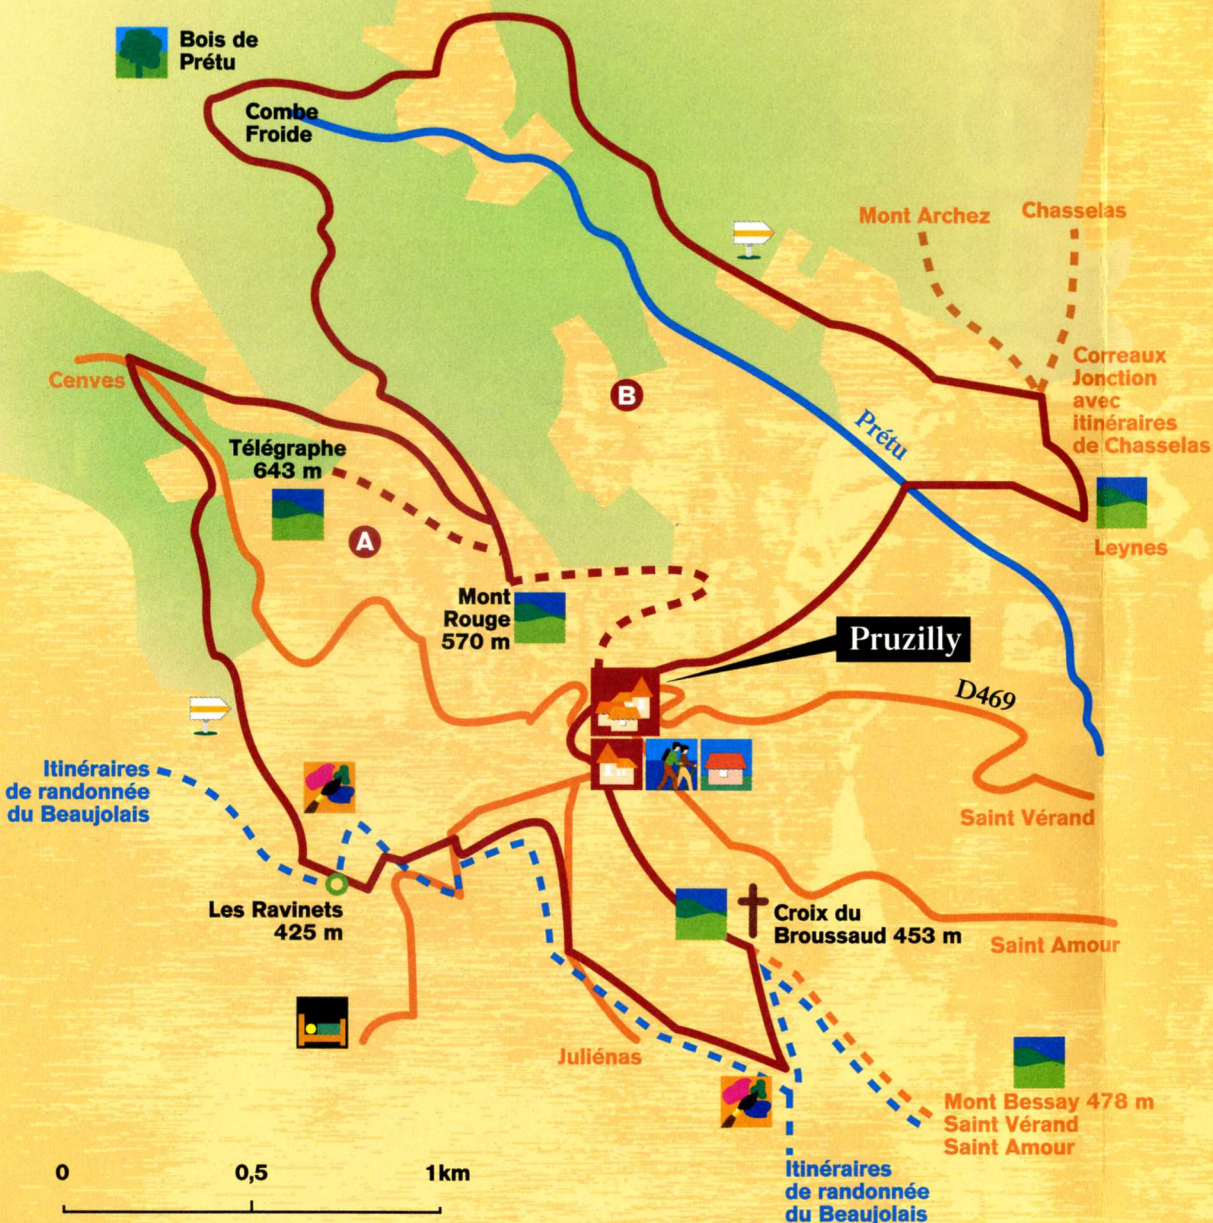 Bois de
Prétu
Combe
Froide
Mont Archez
Chasselas
Correaux
Jonction
avec
itinéraires
de Chasselas
Cenves
B
Prétu
Télégraphe
643 m
A
Leynes
Mont
Rouge
570 m
Pruzilly
D469
Itinéraires
de randonnée
du Beaujolais
Saint Vérand
Les Ravinets
425 m
Croix du
Broussaud 453 m
Saint Amour
Juliénas
Mont Bessay 478 m
Saint Vérand
Saint Amour
0 0,5 1km
Itinéraires
de randonnée
du Beaujolais